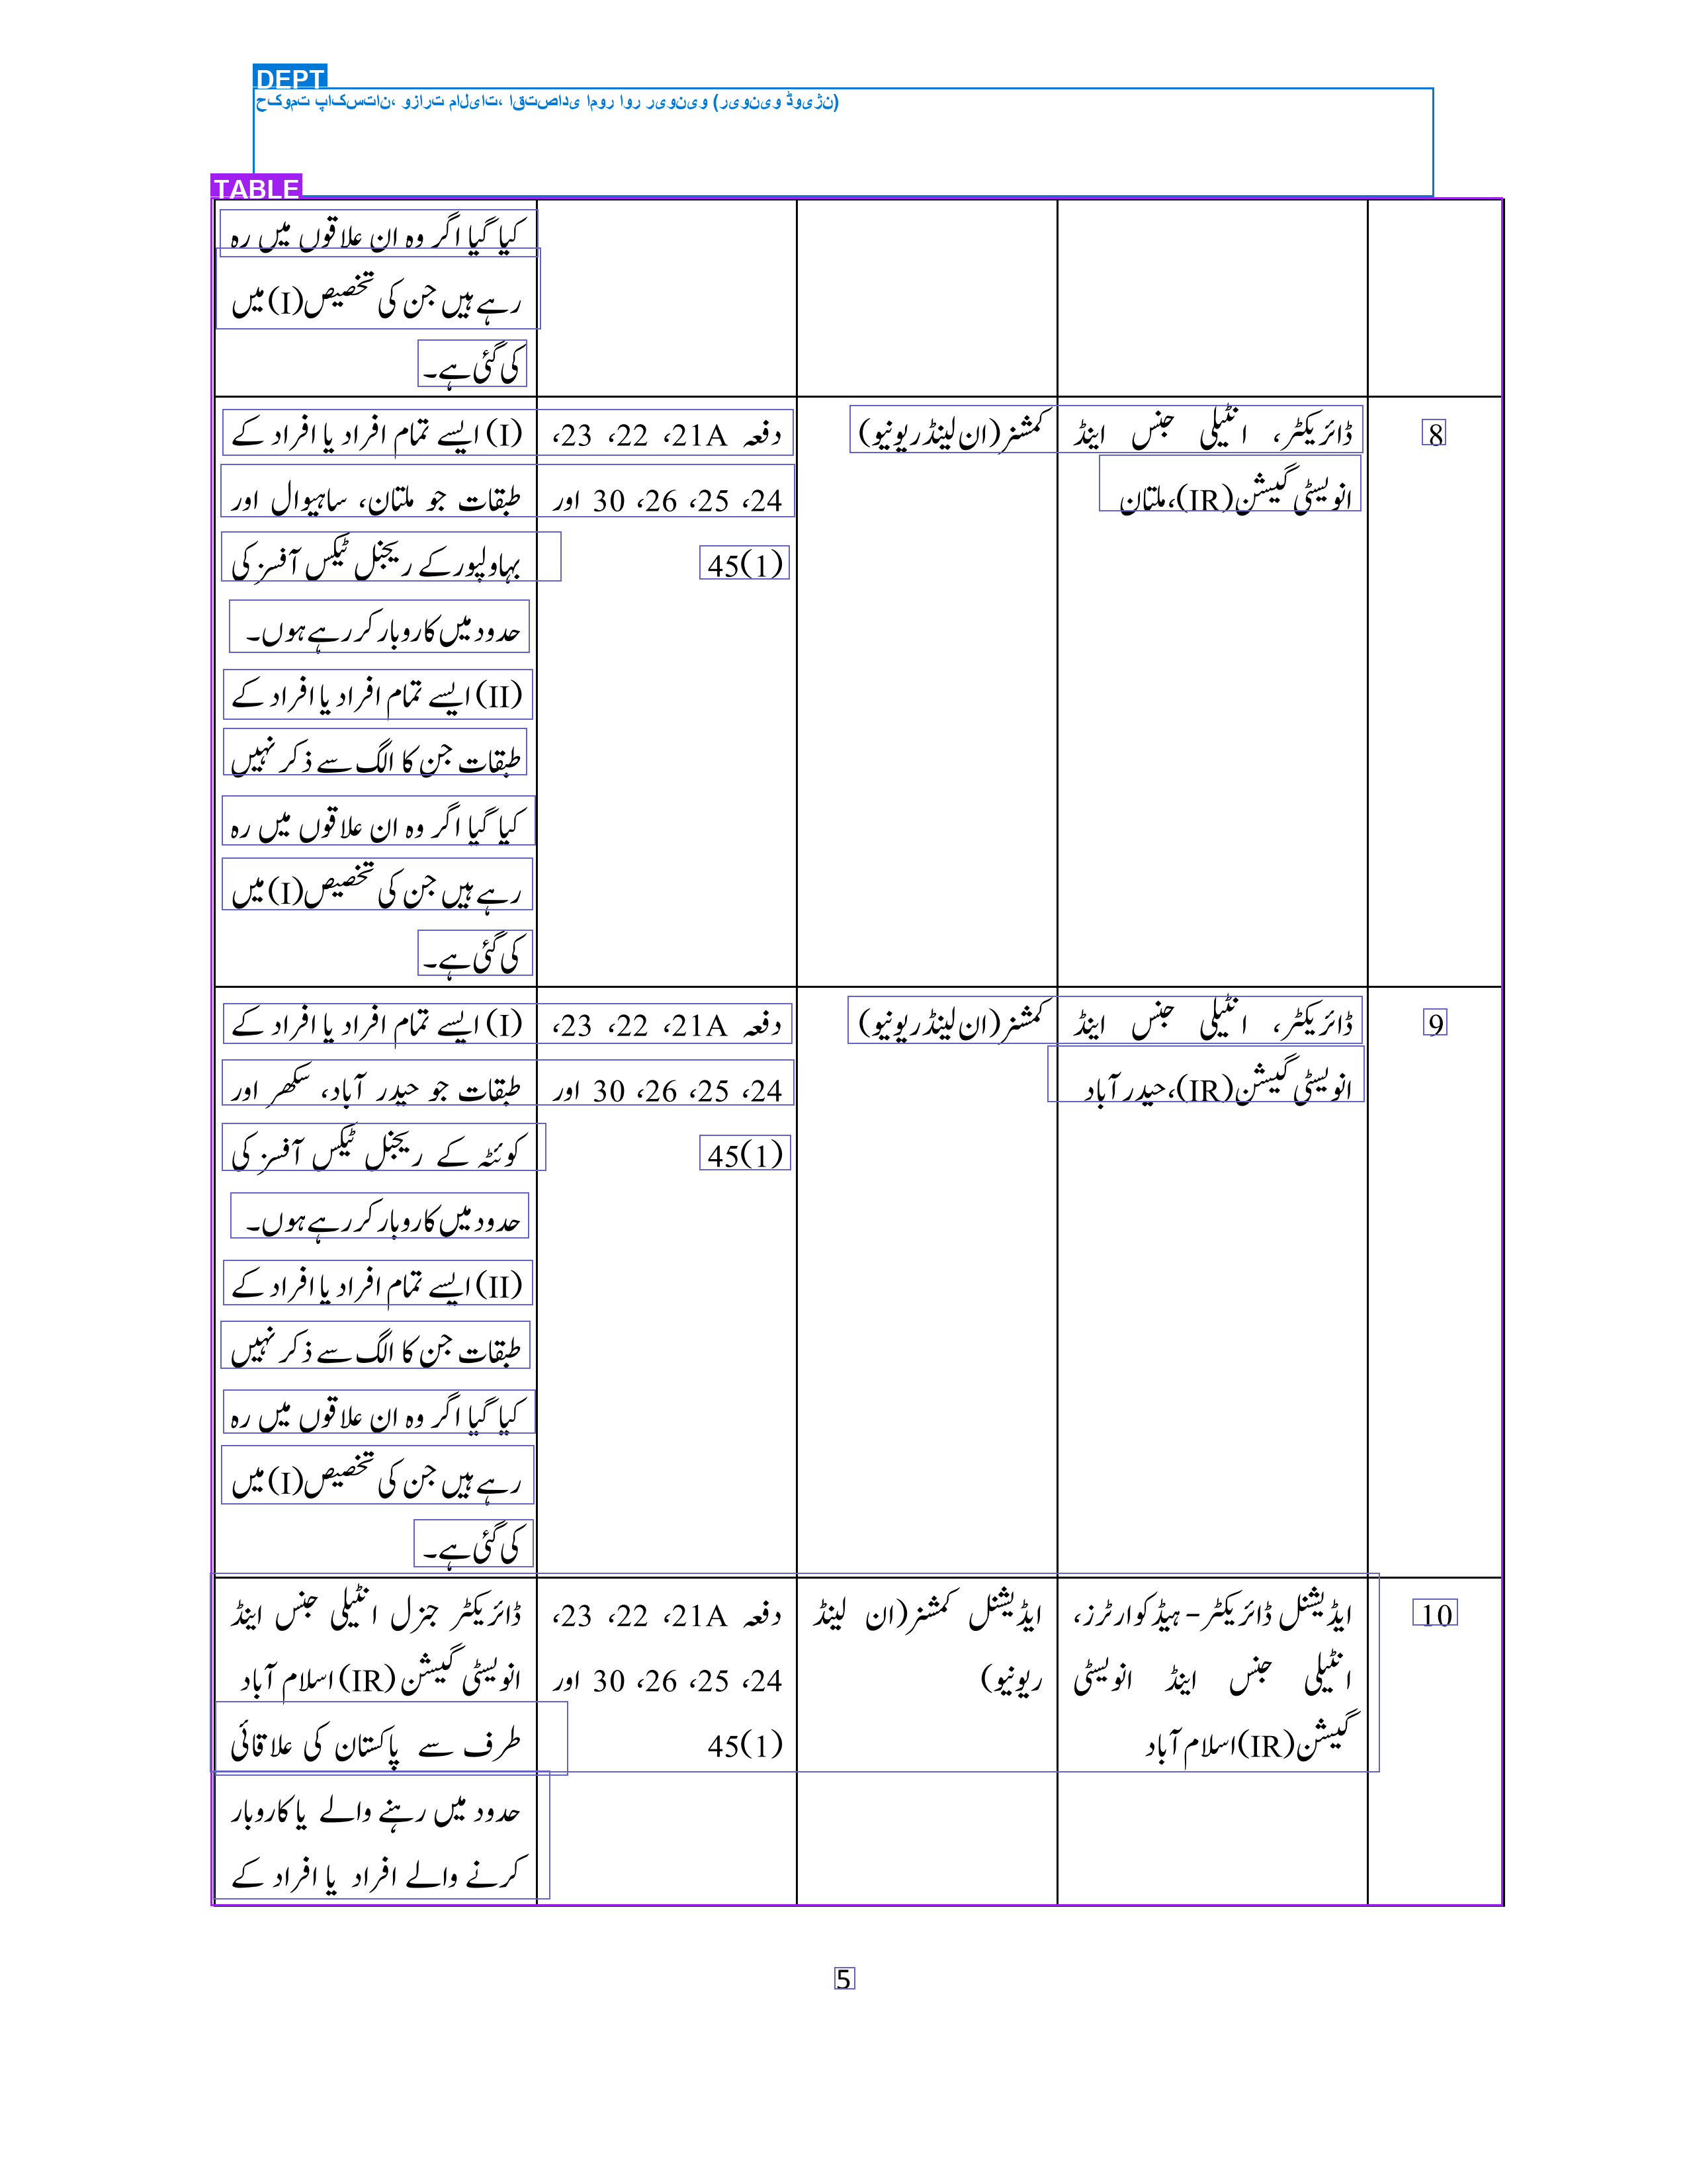 DEPT
حکومت پاکستان، وزارت مالیات، اقتصادی امور اور ریونیو (ریونیو ڈویژن)
TABLE
کیا گیا اگر وہ ان علاقوں میں رہ
رہے ہیں جن کی تخصیص(I) میں
کی گئی ہے۔
8
ڈائریکٹر، انٹیلی جنس اینڈ
انویسٹی گیشن(IR)،ملتان
کمشنر(ان لینڈ ریونیو)
دفعہ 21A، 22، 23،
24، 25، 26، 30 اور
45(1)
(I) ایسے تمام افراد یا افراد کے
طبقات جو ملتان، ساہیوال اور
بہاولپور کے ریجنل ٹیکس آفسز کی
حدود میں کاروبار کر رہے ہوں۔
(II) ایسے تمام افراد یا افراد کے
طبقات جن کا الگ سے ذکر نہیں
کیا گیا اگر وہ ان علاقوں میں رہ
رہے ہیں جن کی تخصیص(I) میں
کی گئی ہے۔
9
ڈائریکٹر، انٹیلی جنس اینڈ
انویسٹی گیشن(IR)،حیدر آباد
کمشنر(ان لینڈ ریونیو)
دفعہ 21A، 22، 23،
24، 25، 26، 30 اور
45(1)
(I) ایسے تمام افراد یا افراد کے
طبقات جو حیدر آباد، سکھر اور
کوئٹہ کے ریجنل ٹیکس آفسز کی
حدود میں کاروبار کر رہے ہوں۔
(II) ایسے تمام افراد یا افراد کے
طبقات جن کا الگ سے ذکر نہیں
کیا گیا اگر وہ ان علاقوں میں رہ
رہے ہیں جن کی تخصیص(I) میں
کی گئی ہے۔
10
ایڈیشنل ڈائریکٹر - ہیڈ کوارٹرز،
انٹیلی جنس اینڈ انویسٹی
گیشن(IR)اسلام آباد
ایڈیشنل کمشنر(ان لینڈ
ریونیو)
دفعہ 21A، 22، 23،
24، 25، 26، 30 اور
45(1)
ڈائریکٹر جنرل انٹیلی جنس اینڈ
انویسٹی گیشن (IR) اسلام آباد
طرف سے پاکستان کی علاقائی
حدود میں رہنے والے یا کاروبار
کرنے والے افراد یا افراد کے
5